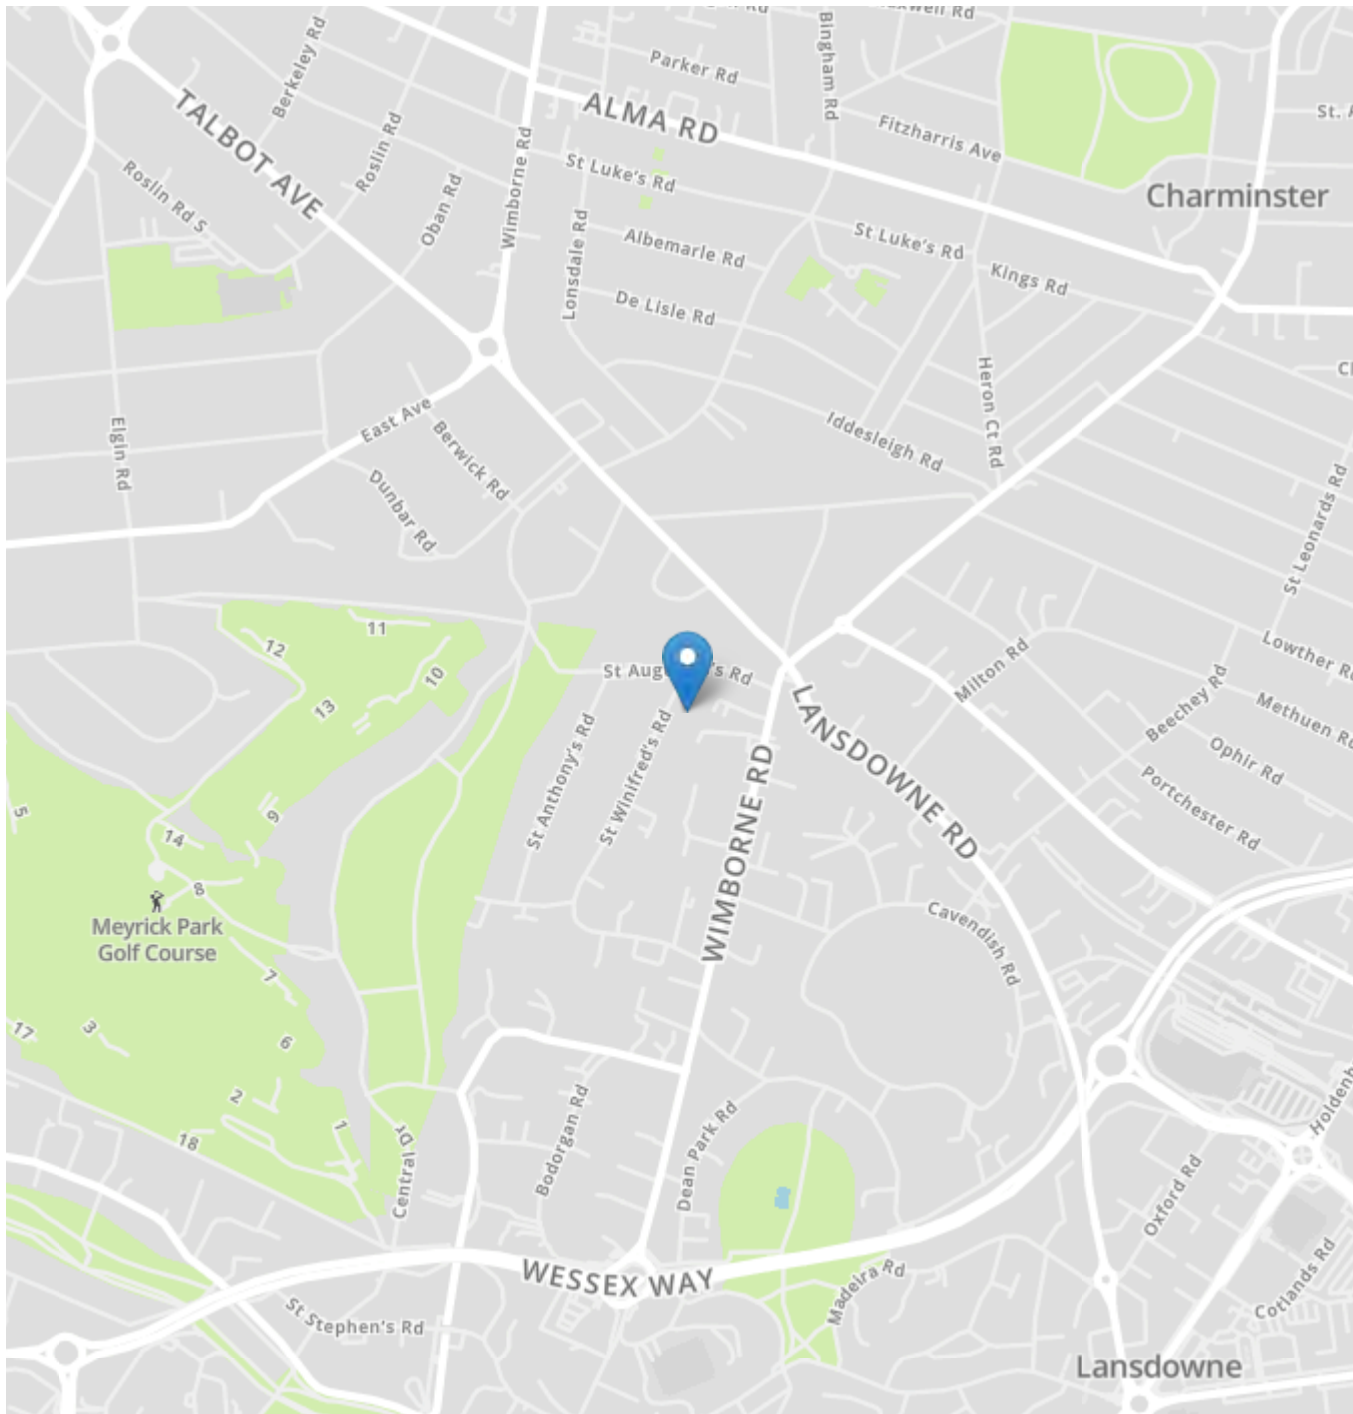 Maxwell Rd
Berkeley Rd
Bingham Rd
Parker Rd
TALBOT AVE
ALMA RD
St.
Fitzharris Ave
Roslin Rd
Wimborne Rd
St Luke's Rd
Roslin Rd S
Oban Rd
Charminster
Lonsdale Rd
Albemarle Rd
St Luke's Rd
Kings Rd
De Lisle Rd
Heron Ct Rd
East Ave
Elgin Rd
Berwick Rd
Iddesleigh Rd
Dunbar Rd
St Leonards Rd
11
12
10
13
Lowther Rd
Milton Rd
St Aug 's Rd
Beechey Rd
Methuen Rd
LANSDOWNE RD
St Anthony's Rd
St Winifred's Rd
WIMBORNE RD
Ophir Rd
Portchester Rd
5
9
14
8
Meyrick Park
Golf Course
Cavendish Rd
7
17
3
6
2
1
18
Central Dr
Bodorgan Rd
Dean Park Rd
Oxford Rd
WESSEX WAY
Madeira Rd
Cotlands Rd
St Stephen's Rd
Lansdowne